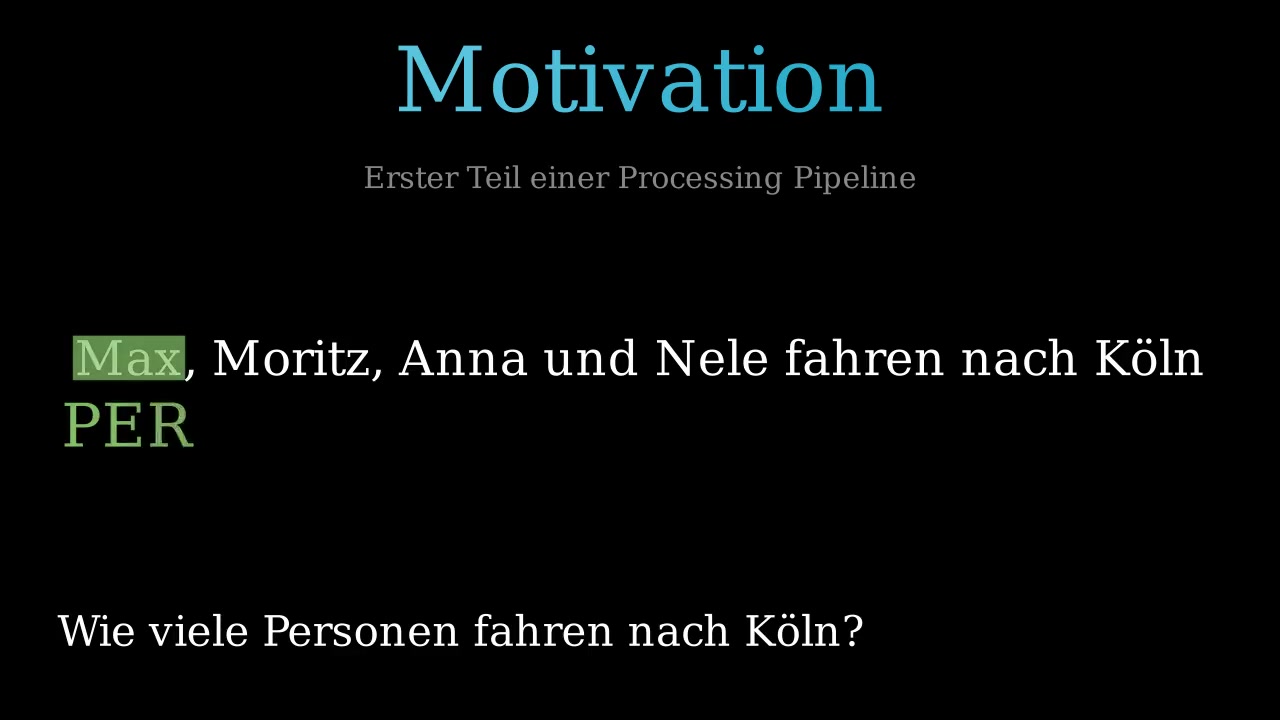 Motivation
Erster Teil einer Processing Pipeline
Max, Moritz, Anna und Nele fahren nach Köln
PER
Wie viele Personen fahren nach Köln?